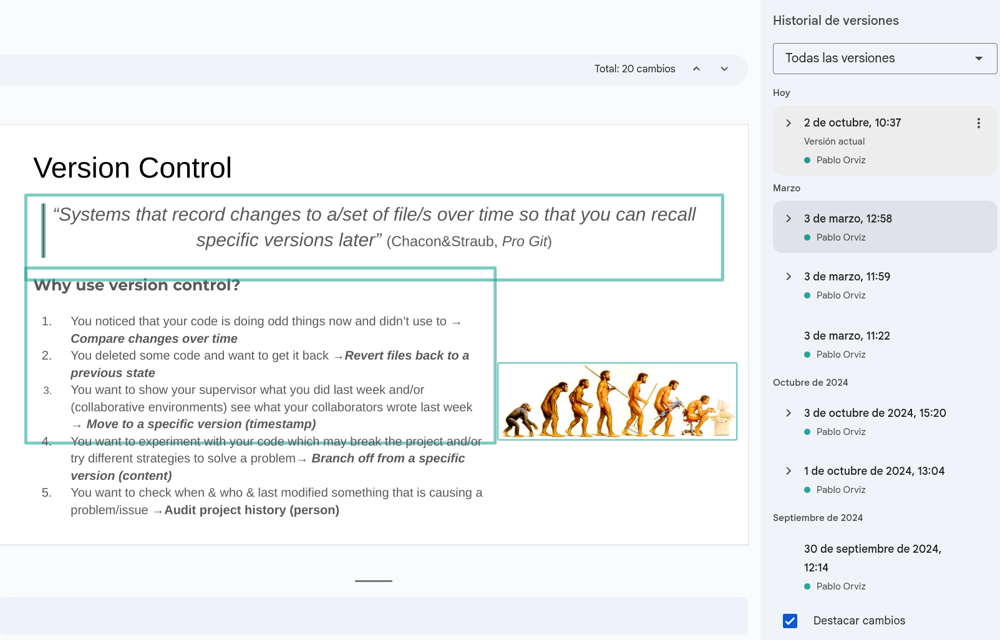 Total: 20 cambios
Version Control
“Systems that record changes to a/set of file/s over time so that you can recall
specific versions later” (Chacon&Straub, Pro Git)
Why use version control?
1. You noticed that your code is doing odd things now and didn’t use to →
Compare changes over time
2. You deleted some code and want to get it back →Revert files back to a
previous state
3. You want to show your supervisor what you did last week and/or
(collaborative environments) see what your collaborators wrote last week
→ Move to a specific version (timestamp)
4. You want to experiment with your code which may break the project and/or
try different strategies to solve a problem→ Branch off from a specific
version (content)
5. You want to check when & who & last modified something that is causing a
problem/issue →Audit project history (person)
Historial de versiones
Todas las versiones
Hoy
2 de octubre, 10:37
Versión actual
Pablo Orviz
Marzo
3 de marzo, 12:58
Pablo Orviz
3 de marzo, 11:59
Pablo Orviz
3 de marzo, 11:22
Pablo Orviz
Octubre de 2024
3 de octubre de 2024, 15:20
Pablo Orviz
1 de octubre de 2024, 13:04
Pablo Orviz
Septiembre de 2024
30 de septiembre de 2024,
12:14
Pablo Orviz
Destacar cambios